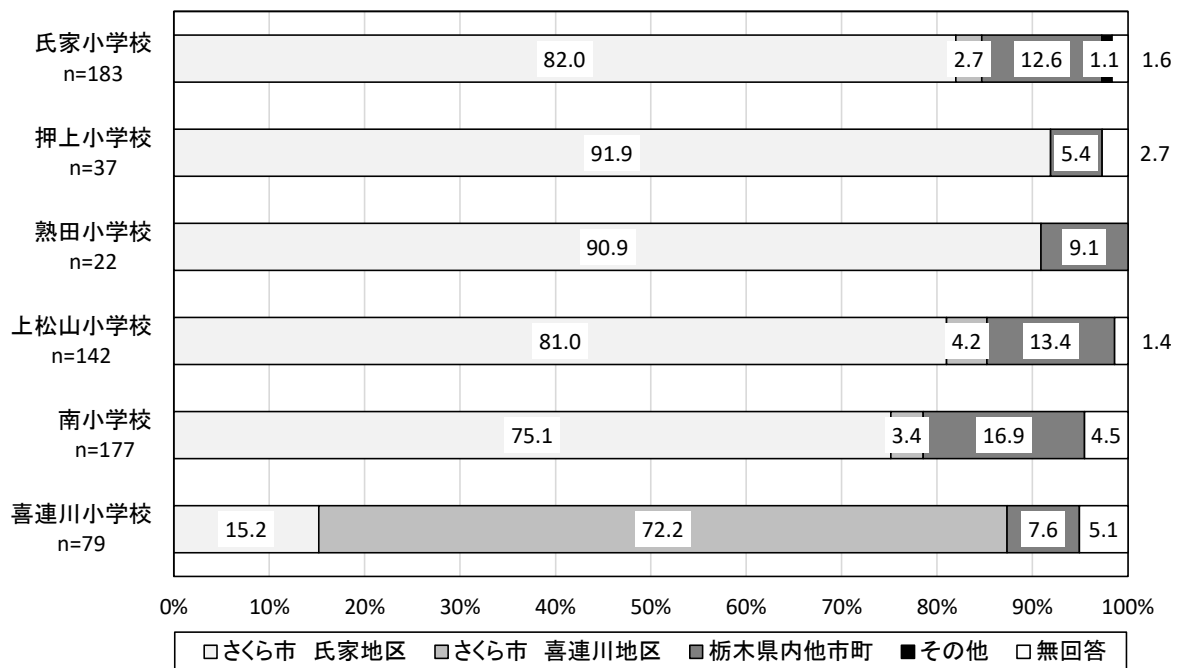 氏家小学校
n=183
82.0
2.7
12.6
1.1
1.6
押上小学校
n=37
91.9
5.4
2.7
熟田小学校
n=22
90.9
9.1
上松山小学校
n=142
81.0
4.2
13.4
1.4
南小学校
n=177
75.1
3.4
16.9
4.5
喜連川小学校
n=79
15.2
72.2
7.6
5.1
0% 10% 20% 30% 40% 50% 60% 70% 80% 90% 100%
さくら市 氏家地区 さくら市 喜連川地区 栃木県内他市町 その他 無回答